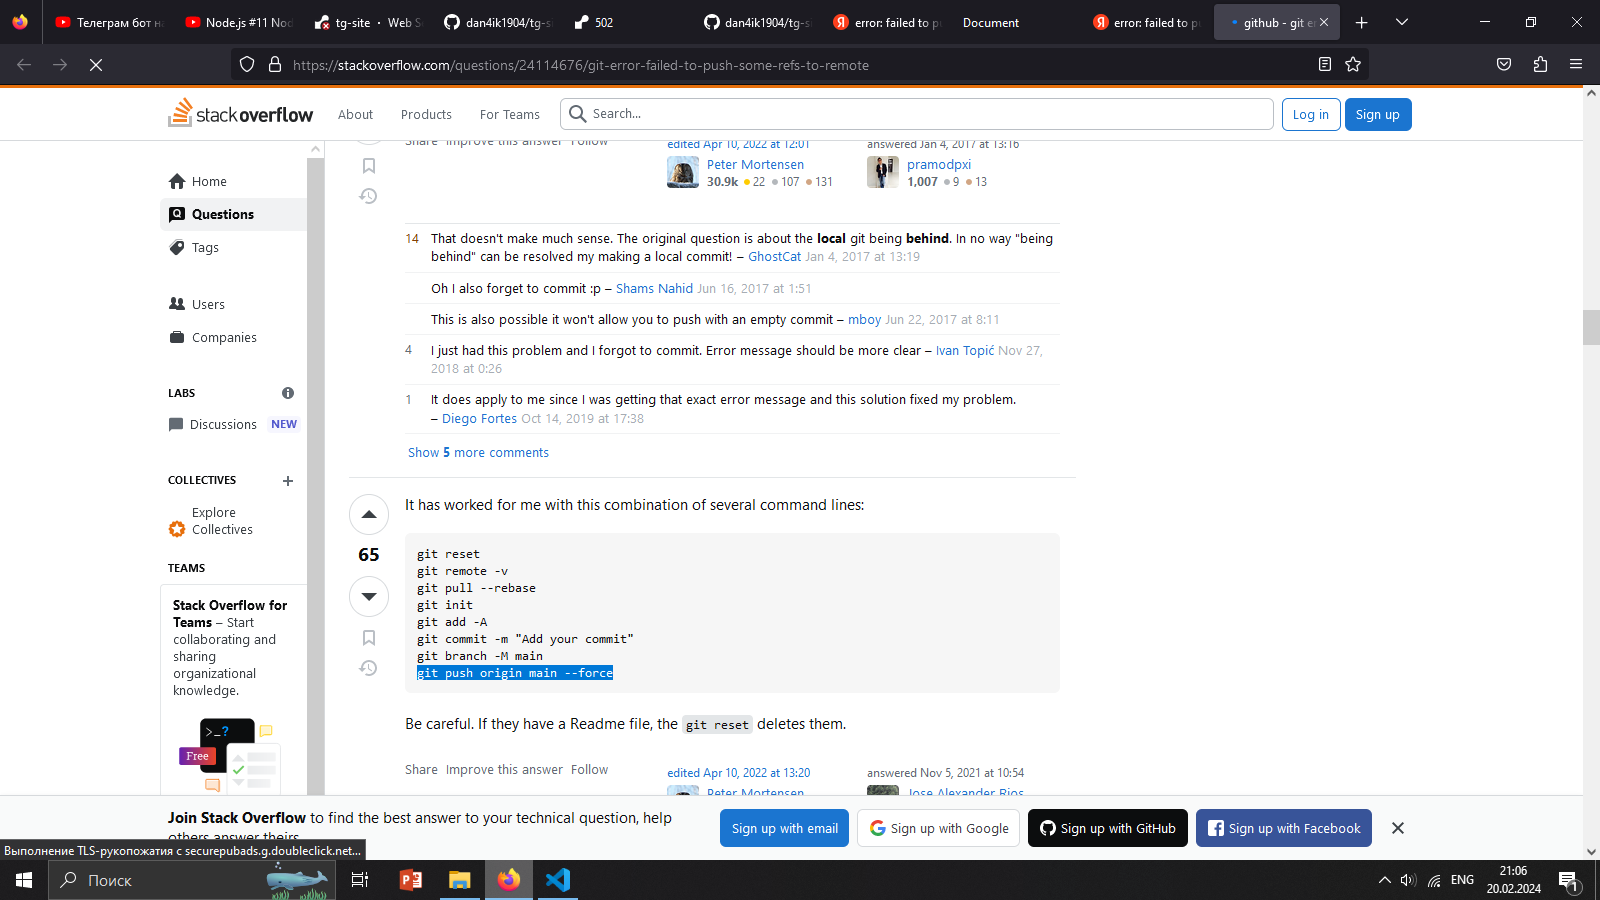 Телеграм бот н
Node.js #11 Nod
tg-site · Web Se
dan4ik1904/tg-si
502
dan4ik1904/tg-si
error: failed to pu
Document
error: failed to pu
github - git er
https://stackoverflow.com/questions/24114676/git-error-failed-to-push-some-refs-to-remote
stackoverflow
About
Products
For Teams
Search...
Log in
Sign up
Home
Questions
Tags
Users
Companies
LABS
Discussions NEW
COLLECTIVES
Explore
Collectives
TEAMS
Stack Overflow for
Teams – Start
collaborating and
sharing
organizational
knowledge.
>_?
Free
Share Improve this answer Follow
edited Apr 10, 2022 at 12:01
Peter Mortensen
30.9k 22 107 131
answered Jan 4, 2017 at 13:16
pramodpxi
1,007 9 13
14 That doesn't make much sense. The original question is about the local git being behind. In no way "being
behind" can be resolved my making a local commit! – GhostCat Jan 4, 2017 at 13:19
Oh I also forget to commit :p – Shams Nahid Jun 16, 2017 at 1:51
This is also possible it won't allow you to push with an empty commit – mboy Jun 22, 2017 at 8:11
4 I just had this problem and I forgot to commit. Error message should be more clear – Ivan Topić Nov 27,
2018 at 0:26
1 It does apply to me since I was getting that exact error message and this solution fixed my problem.
– Diego Fortes Oct 14, 2019 at 17:38
Show 5 more comments
65
It has worked for me with this combination of several command lines:
git reset
git remote -v
git pull --rebase
git init
git add -A
git commit -m "Add your commit"
git branch -M main
git push origin main --force
Be careful. If they have a Readme file, the git reset deletes them.
Share Improve this answer Follow
edited Apr 10, 2022 at 13:20
Peter Mortensen
answered Nov 5, 2021 at 10:54
Jose Alexander Rios
Join Stack Overflow to find the best answer to your technical question, help
others answer theirs.
Sign up with email
Sign up with Google
Sign up with GitHub
Sign up with Facebook
Выполнение TLS-рукопожатия с securepubads.g.doubleclick.net...
Поиск
ENG
21:06
20.02.2024
1